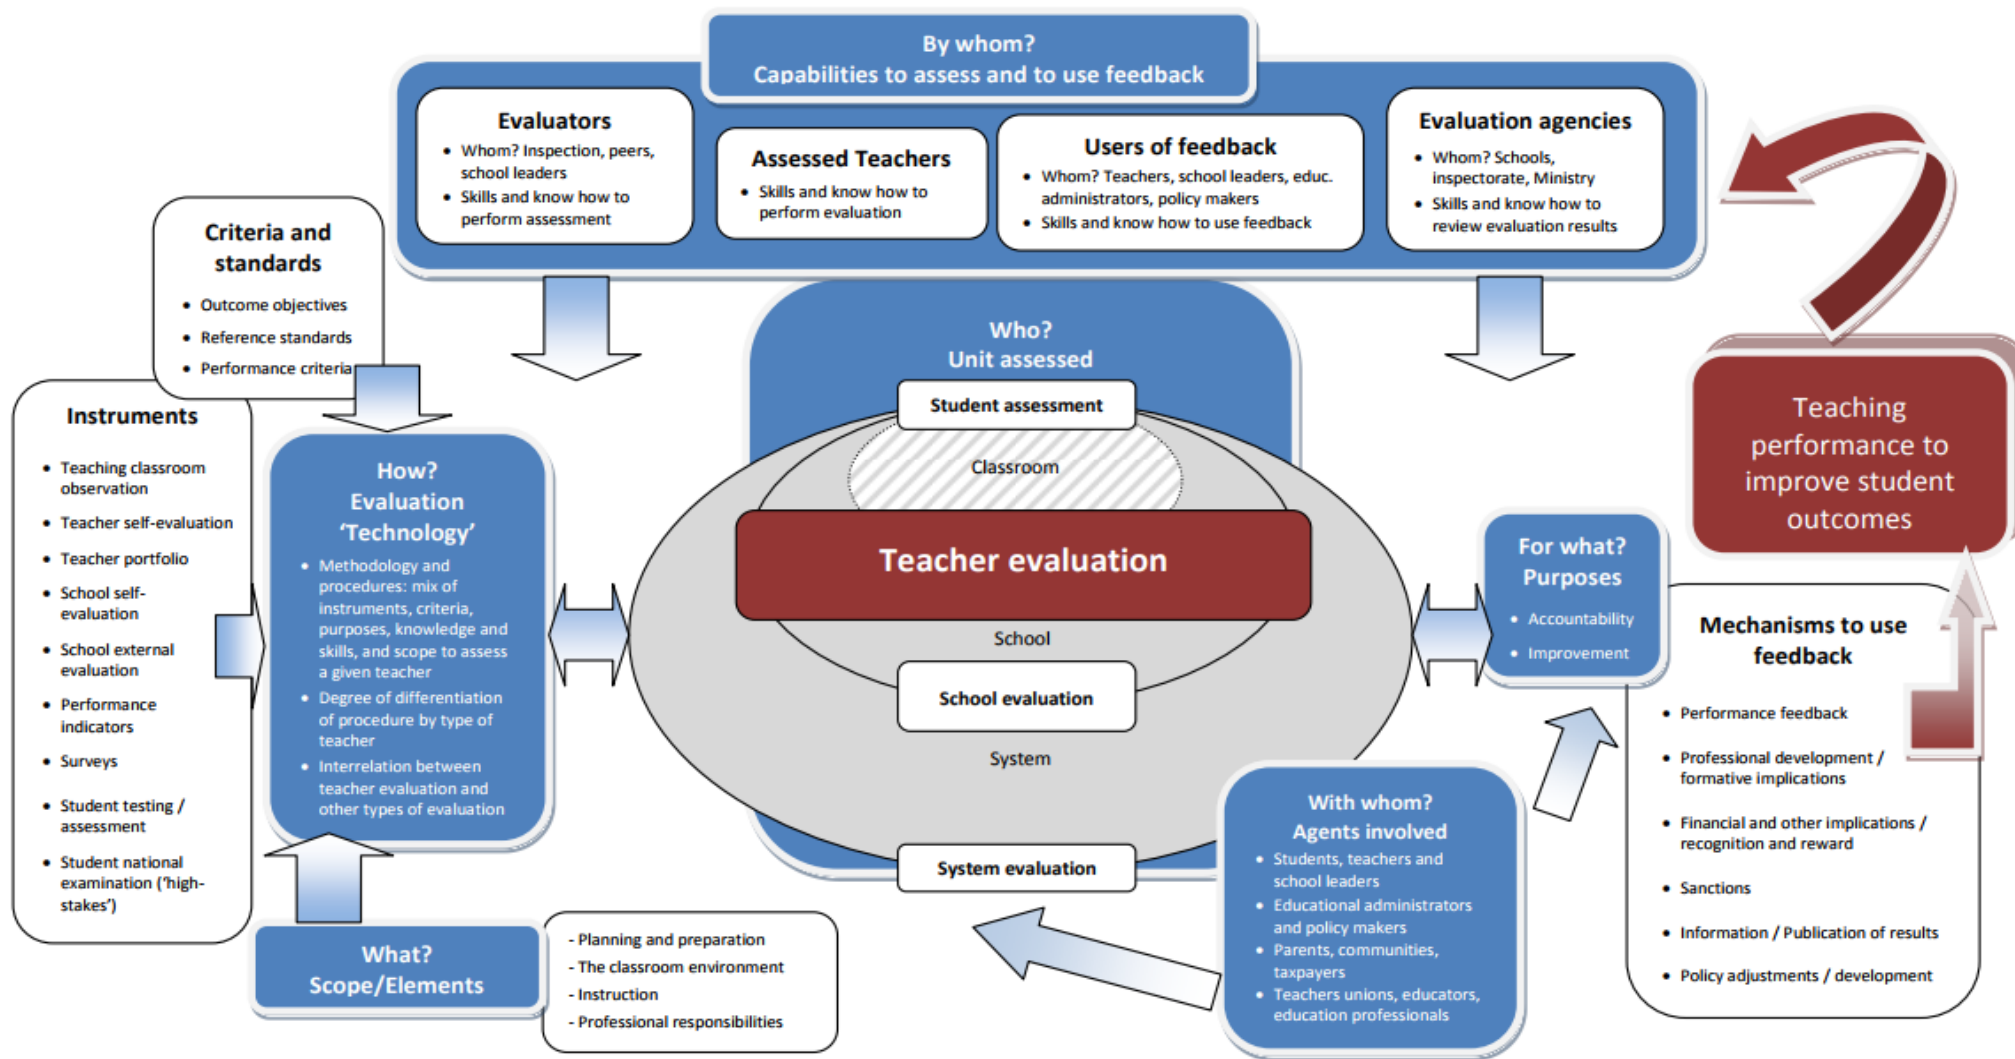 By whom?
Capabilities to assess and to use feedback
Evaluators
• Whom? Inspection, peers,
school leaders
• Skills and know how to
perform assessment
Assessed Teachers
• Skills and know how to
perform evaluation
Users of feedback
• Whom? Teachers, school leaders, educ.
administrators, policy makers
• Skills and know how to use feedback
Evaluation agencies
• Whom? Schools,
inspectorate, Ministry
• Skills and know how to
review evaluation results
Criteria and
standards
• Outcome objectives
• Reference standards
• Performance criteria
Instruments
• Teaching classroom
observation
• Teacher self-evaluation
• Teacher portfolio
• School self-
evaluation
• School external
evaluation
• Performance
indicators
• Surveys
• Student testing /
assessment
• Student national
examination (‘high-
stakes’)
How?
Evaluation
‘Technology’
• Methodology and
procedures: mix of
instruments, criteria,
purposes, knowledge and
skills, and scope to assess
a given teacher
• Degree of differentiation
of procedure by type of
teacher
• Interrelation between
teacher evaluation and
other types of evaluation
What?
Scope/Elements
- Planning and preparation
- The classroom environment
- Instruction
- Professional responsibilities
Who?
Unit assessed
Student assessment
Classroom
Teacher evaluation
School
School evaluation
System
System evaluation
With whom?
Agents involved
• Students, teachers and
school leaders
• Educational administrators
and policy makers
• Parents, communities,
taxpayers
• Teachers unions, educators,
education professionals
For what?
Purposes
• Accountability
• Improvement
Mechanisms to use
feedback
• Performance feedback
• Professional development /
formative implications
• Financial and other implications /
recognition and reward
• Sanctions
• Information / Publication of results
• Policy adjustments / development
Teaching
performance to
improve student
outcomes